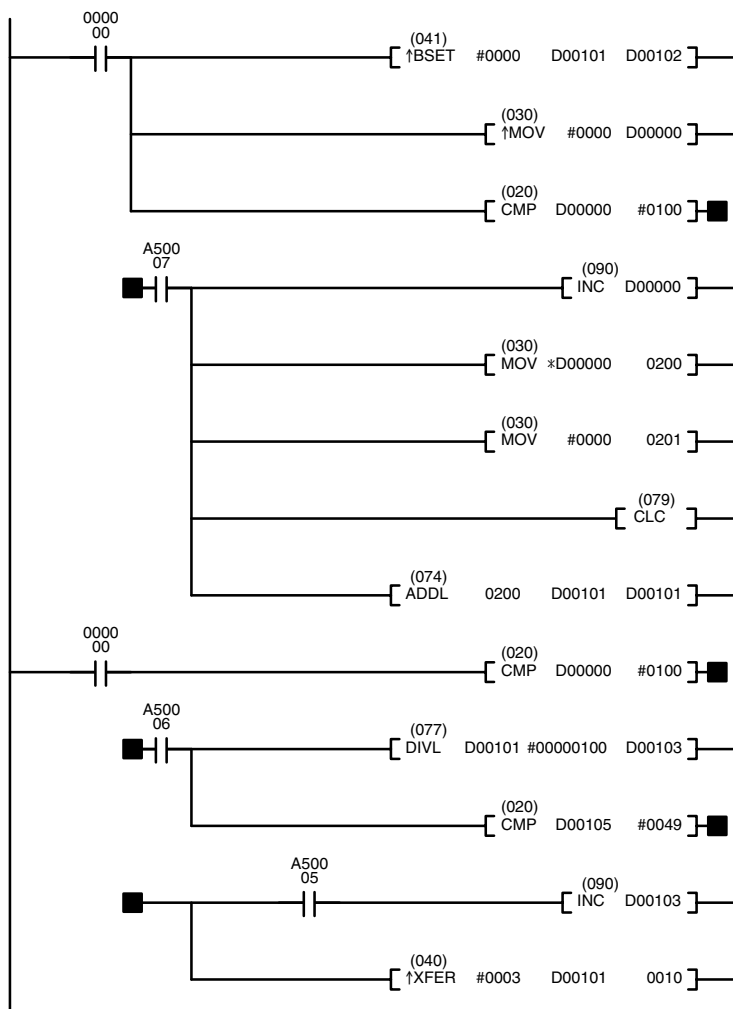 0000
00
(041)
↑BSET #0000 D00101 D00102
(030)
↑MOV #0000 D00000
(020)
CMP D00000 #0100
A500
07
(090)
INC D00000
(030)
MOV *D00000 0200
(030)
MOV #0000 0201
(079)
CLC
(074)
ADDL 0200 D00101 D00101
0000
00
(020)
CMP D00000 #0100
A500
06
(077)
DIVL D00101 #00000100 D00103
(020)
CMP D00105 #0049
A500
05
(090)
INC D00103
(040)
↑XFER #0003 D00101 0010